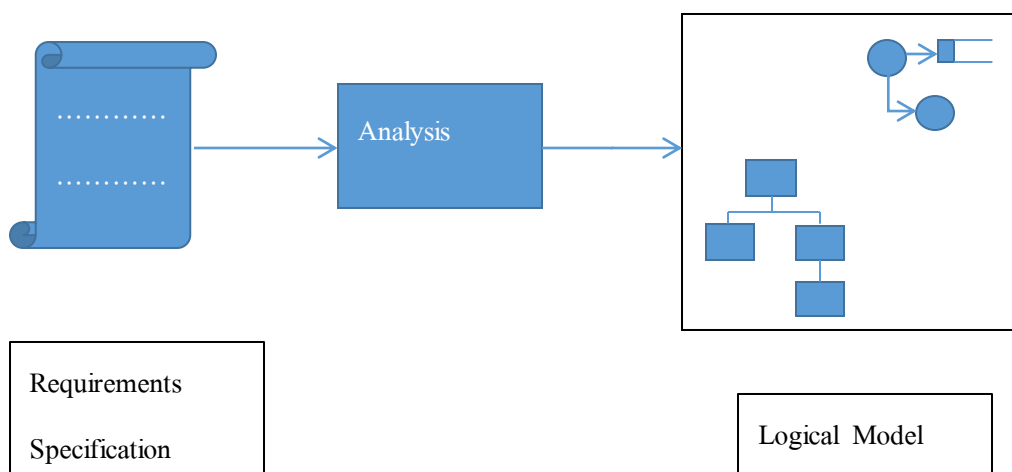 ............
Analysis
............
Requirements
Specification
Logical Model